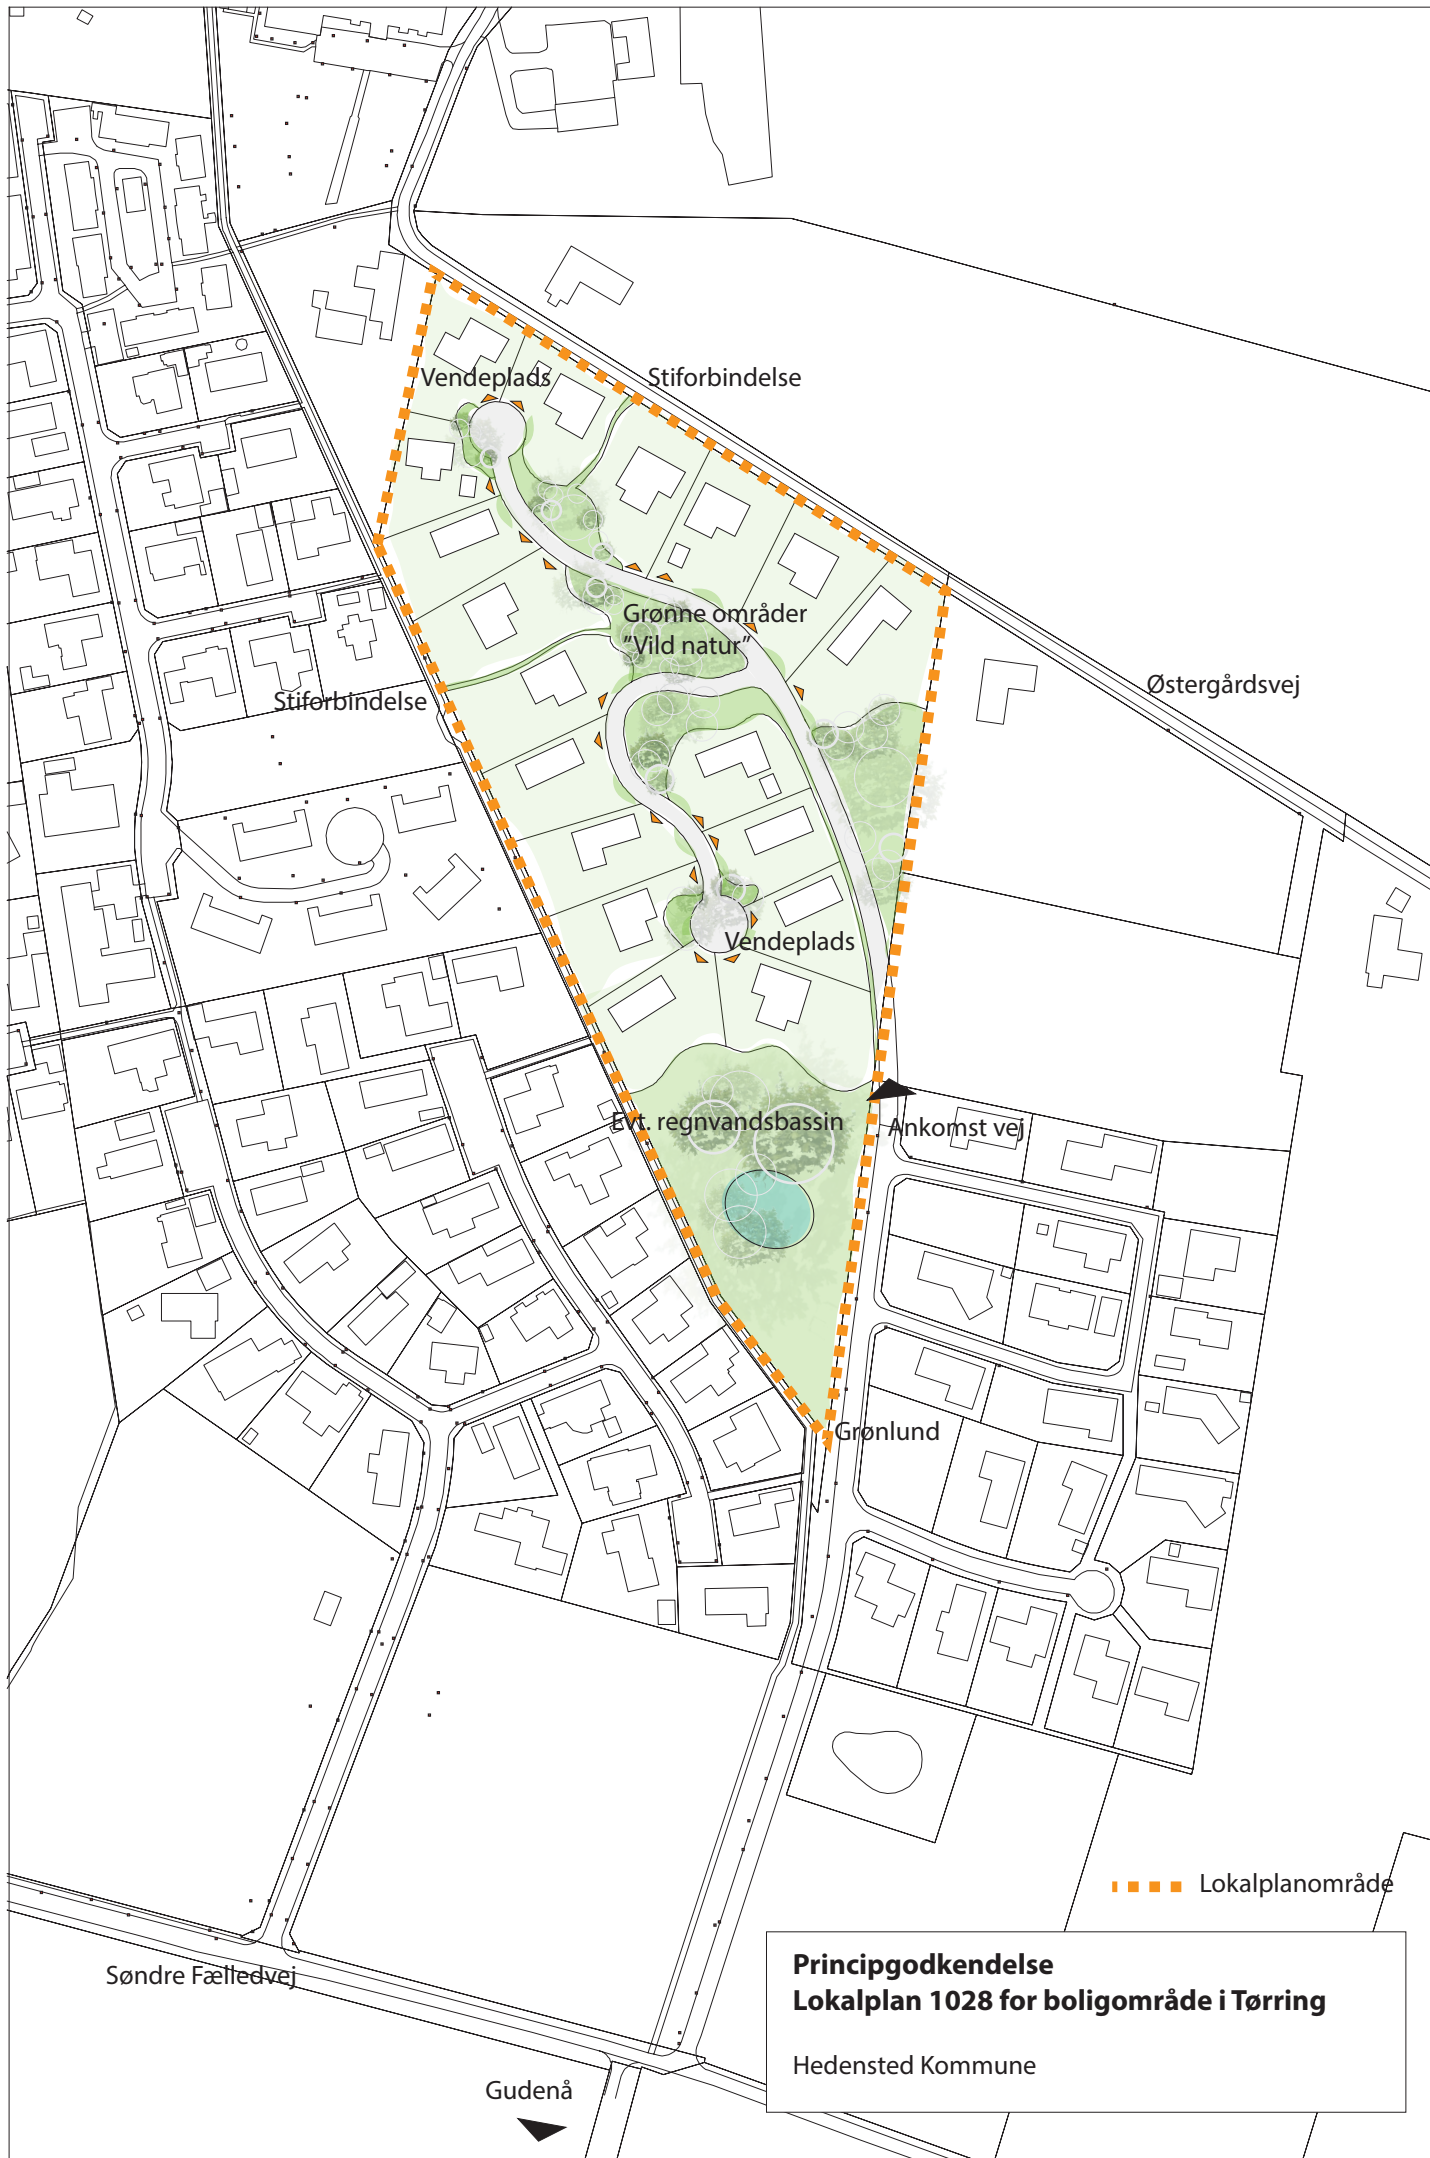 Vendeplads
Stiforbindelse
Grønne områder
"Vild natur"
Stiforbindelse
Østergårdsvej
Vendeplads
Evt. regnvandsbassin
Ankomst vej
Grønlund
Lokalplanområde
Søndre Fælledvej
Principgodkendelse
Lokalplan 1028 for boligområde i Tørring
Hedensted Kommune
Gudenå